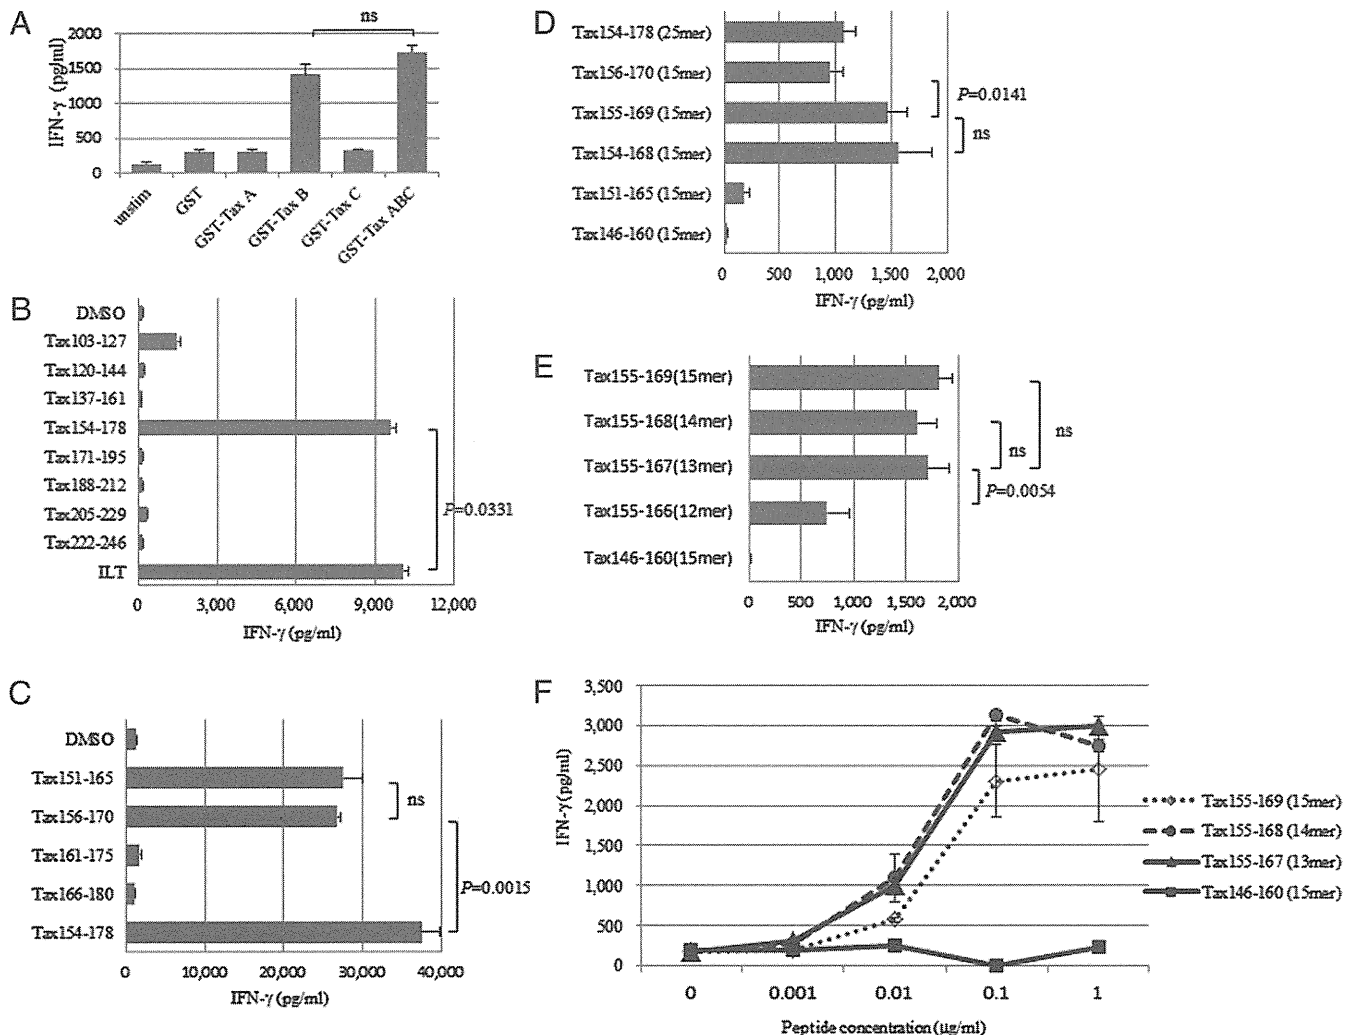 A
ns
2000
1500
1000
500
0
IFN-γ (pg/ml)
unstim
GST
GST-Tax A
GST-Tax B
GST-Tax C
GST-Tax ABC
B
DMSO
Tax103-127
Tax120-144
Tax137-161
Tax154-178
Tax171-195
Tax188-212
Tax205-229
Tax222-246
ILT
P=0.0331
0 3,000 6,000 9,000 12,000
IFN-γ (pg/ml)
C
DMSO
Tax151-165
Tax156-170
Tax161-175
Tax166-180
Tax154-178
ns
P=0.0015
0 10,000 20,000 30,000 40,000
IFN-γ (pg/ml)
D
Tax154-178 (25mer)
Tax156-170 (15mer)
Tax155-169 (15mer)
Tax154-168 (15mer)
Tax151-165 (15mer)
Tax146-160 (15mer)
P=0.0141
ns
0 500 1,000 1,500 2,000
IFN-γ (pg/ml)
E
Tax155-169(15mer)
Tax155-168(14mer)
Tax155-167(13mer)
Tax155-166(12mer)
Tax146-160(15mer)
ns
ns
P=0.0054
0 500 1,000 1,500 2,000
IFN-γ (pg/ml)
F
3,500
3,000
2,500
2,000
1,500
1,000
500
0
IFN-γ (pg/ml)
0 0.001 0.01 0.1 1
Peptide concentration (μg/ml)
Tax155-169 (15mer)
Tax155-168 (14mer)
Tax155-167 (13mer)
Tax146-160 (15mer)